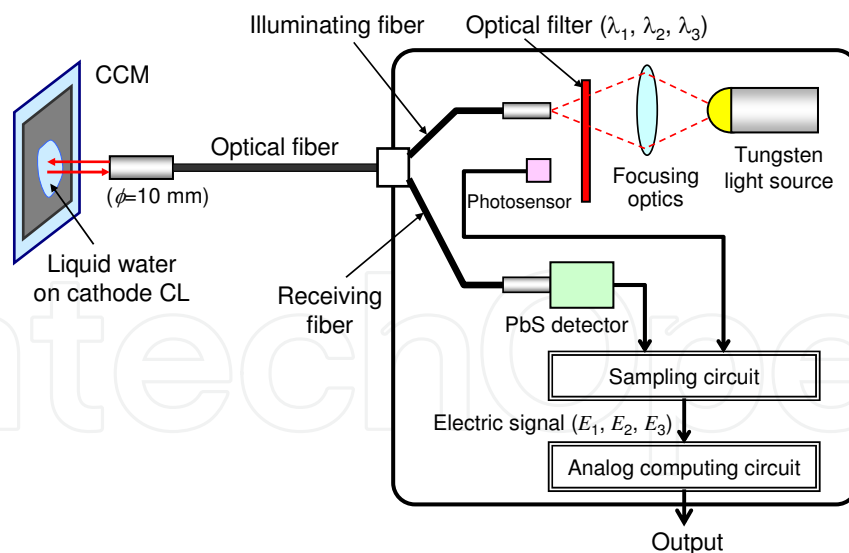 Illuminating fiber
Optical filter (λ1, λ2, λ3)
CCM
Optical fiber
(ϕ=10 mm)
Photosensor
Focusing
optics
Tungsten
light source
Liquid water
on cathode CL
Receiving
fiber
PbS detector
Sampling circuit
Electric signal (E1, E2, E3)
Analog computing circuit
Output
ntechOpe